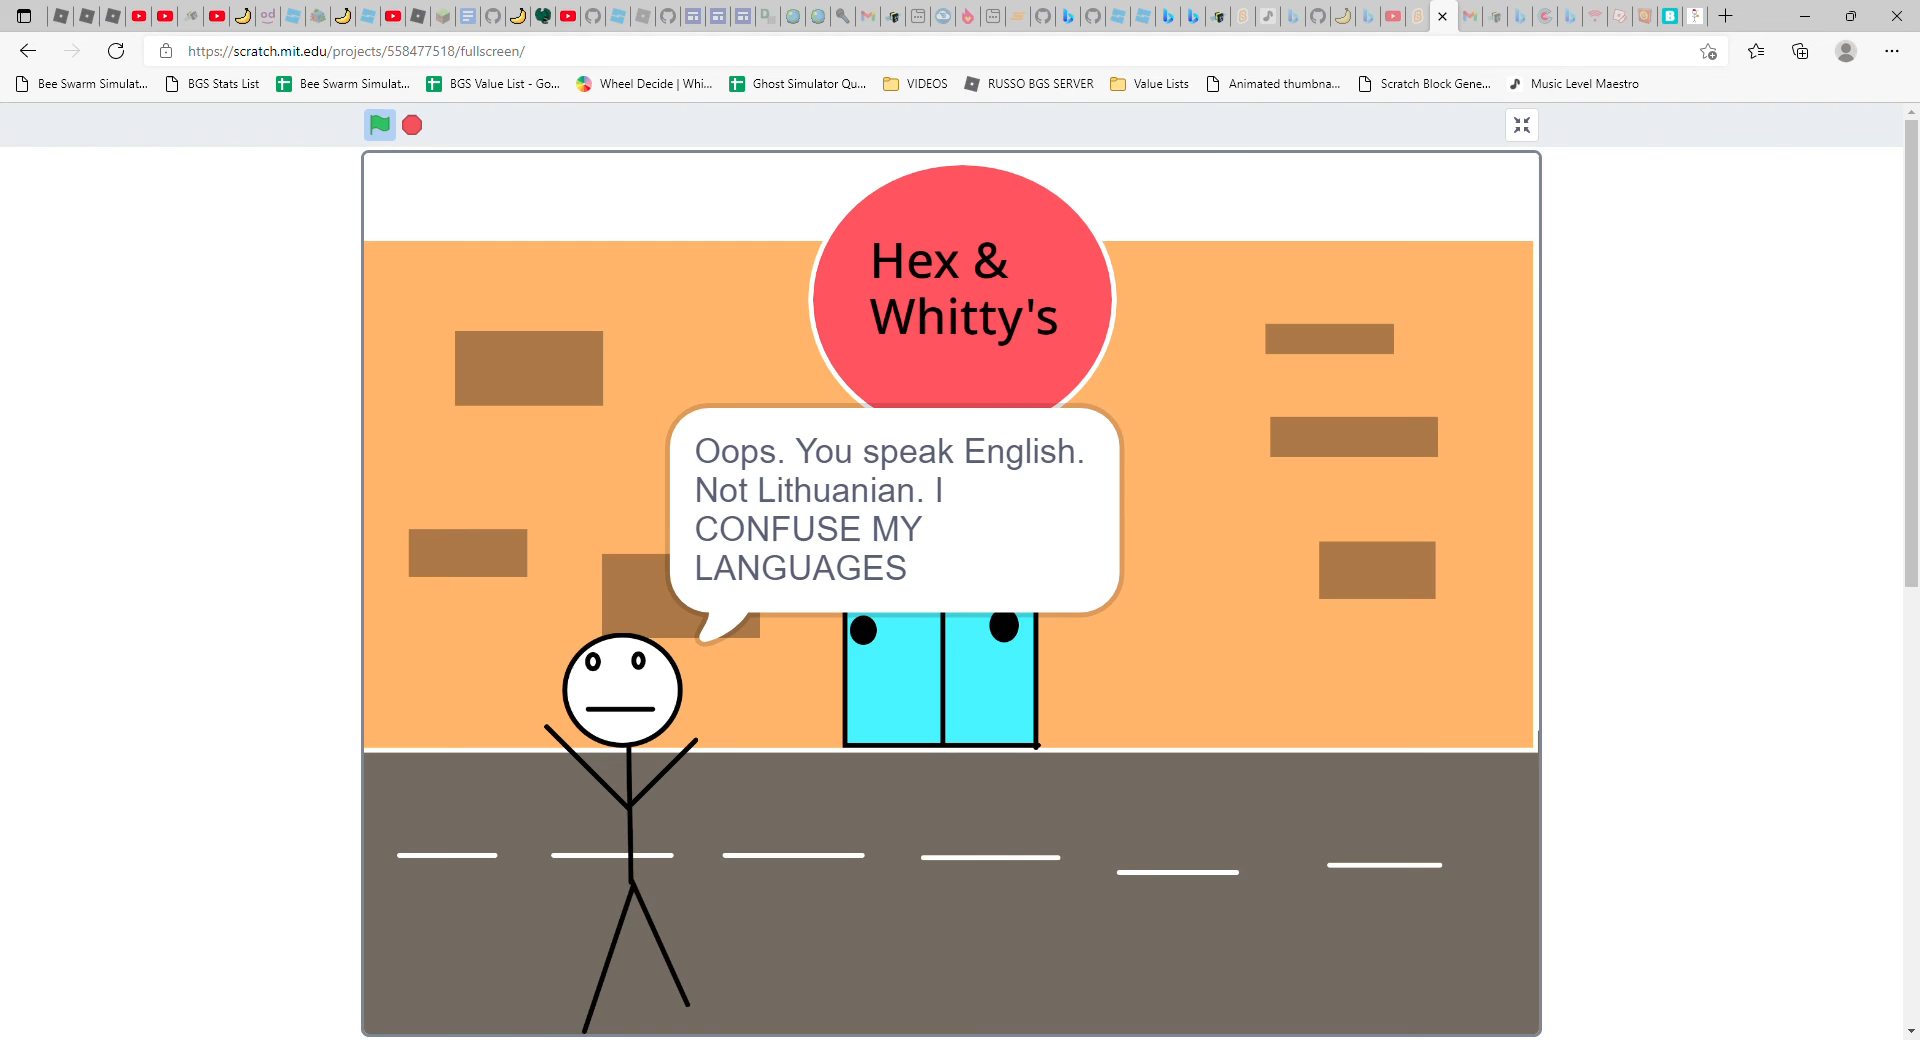 https://scratch.mit.edu/projects/558477518/fullscreen/
Bee Swarm Simulat...
BGS Stats List
Bee Swarm Simulat...
BGS Value List - Go...
Wheel Decide | Whi...
Ghost Simulator Qu...
VIDEOS
RUSSO BGS SERVER
Value Lists
Animated thumbna...
Scratch Block Gene...
Music Level Maestro
Hex &
Whitty's
Oops. You speak English.
Not Lithuanian. I
CONFUSE MY
LANGUAGES